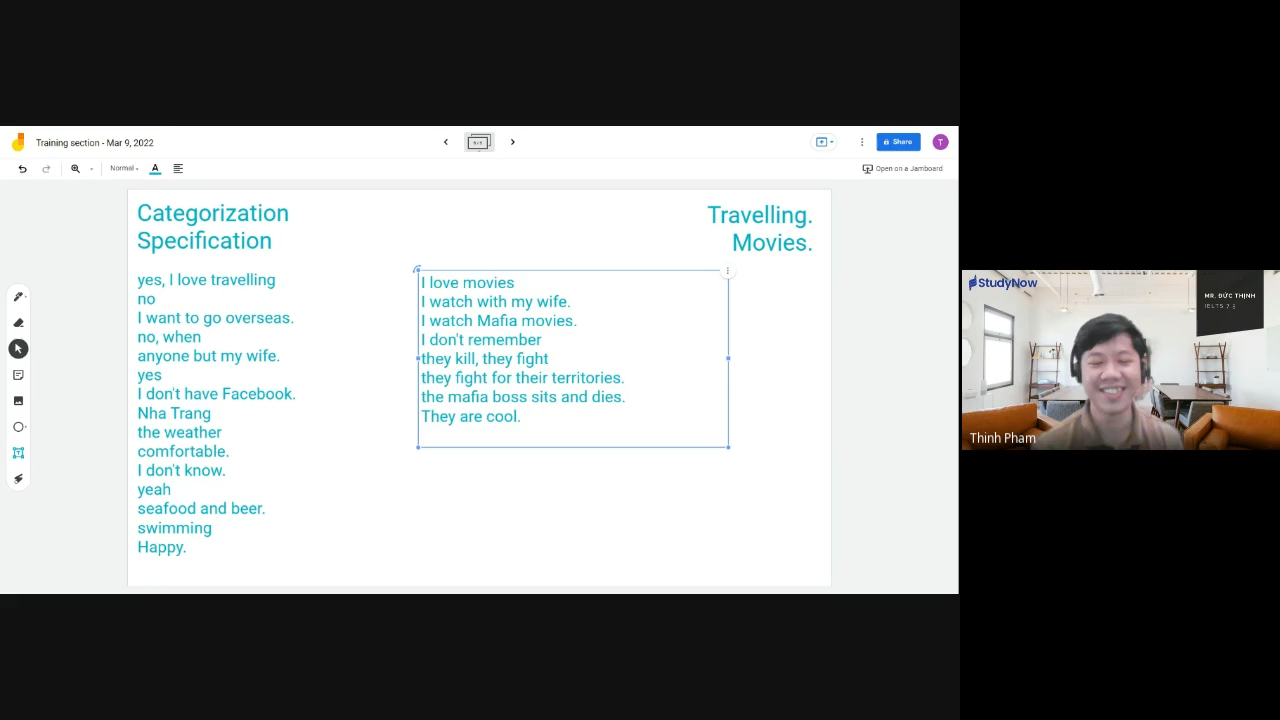 Training section - Mar 9, 2022
Share
T
Normal
A
Open on a Jamboard
Categorization
Specification
Travelling.
Movies.
yes, I love travelling
no
I want to go overseas.
no, when
anyone but my wife.
yes
I don't have Facebook.
Nha Trang
the weather
comfortable.
I don't know.
yeah
seafood and beer.
swimming
Happy.
I love movies
I watch with my wife.
I watch Mafia movies.
I don't remember
they kill, they fight
they fight for their territories.
the mafia boss sits and dies.
They are cool.
StudyNow
MR. ĐỨC THỊNH
Thinh Pham